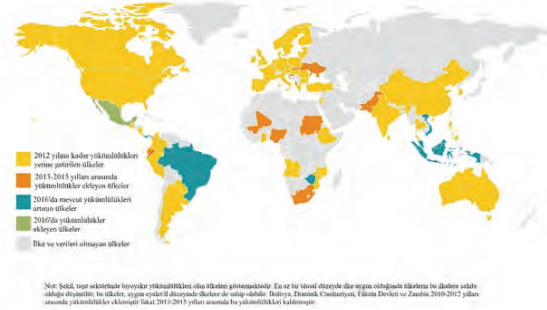 2012 yılına kadar yükümlülükleri
yerine getirilen ülkeler
2013-2015 yılları arasında
yükümlülükler ekleyen ülkeler
2016'da mevcut yükümlülükleri
artıran ülkeler
2016'da yükümlülükler
ekleyen ülkeler
İlke ve verileri olmayan ülkeler
Not: Şekil, taşıt sektöründe biyoyakıt yükümlülükleri olan ülkeleri göstermektedir. En az bir ulusal düzeyde ilke uygun olduğunda ülkelerin bu ilkelere sahibi
olduğu düşünülür; bu ülkeler, uygun eyalet/il düzeyinde ilkelere de sahip olabilir. Bolivya, Dominik Cumhuriyeti, Filistin Devleti ve Zambia 2010-2012 yılları
arasında yükümlülükler eklemiştir fakat 2013-2015 yılları arasında bu yükümlülükleri kaldırmıştır.